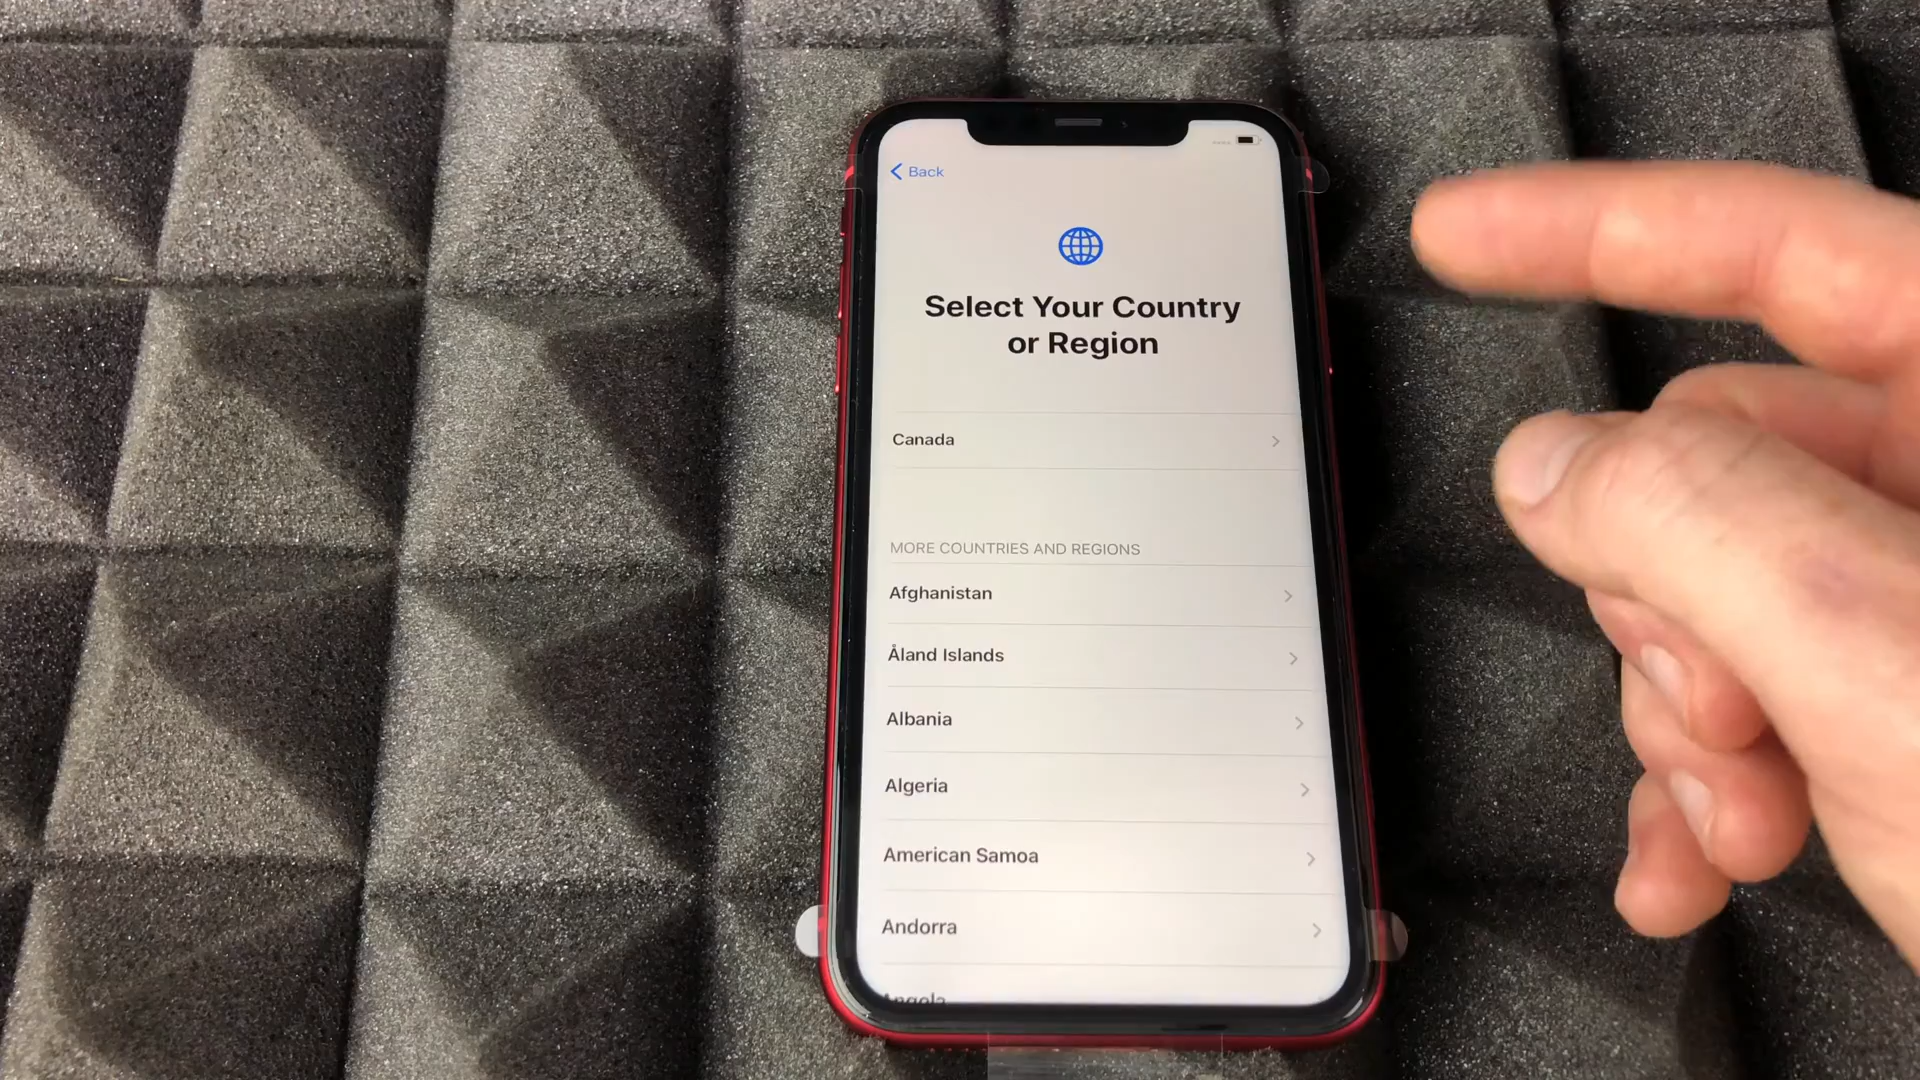 Back
Select Your Country
or Region
Canada
MORE COUNTRIES AND REGIONS
Afghanistan
Åland Islands
Albania
Algeria
American Samoa
Andorra
Angola